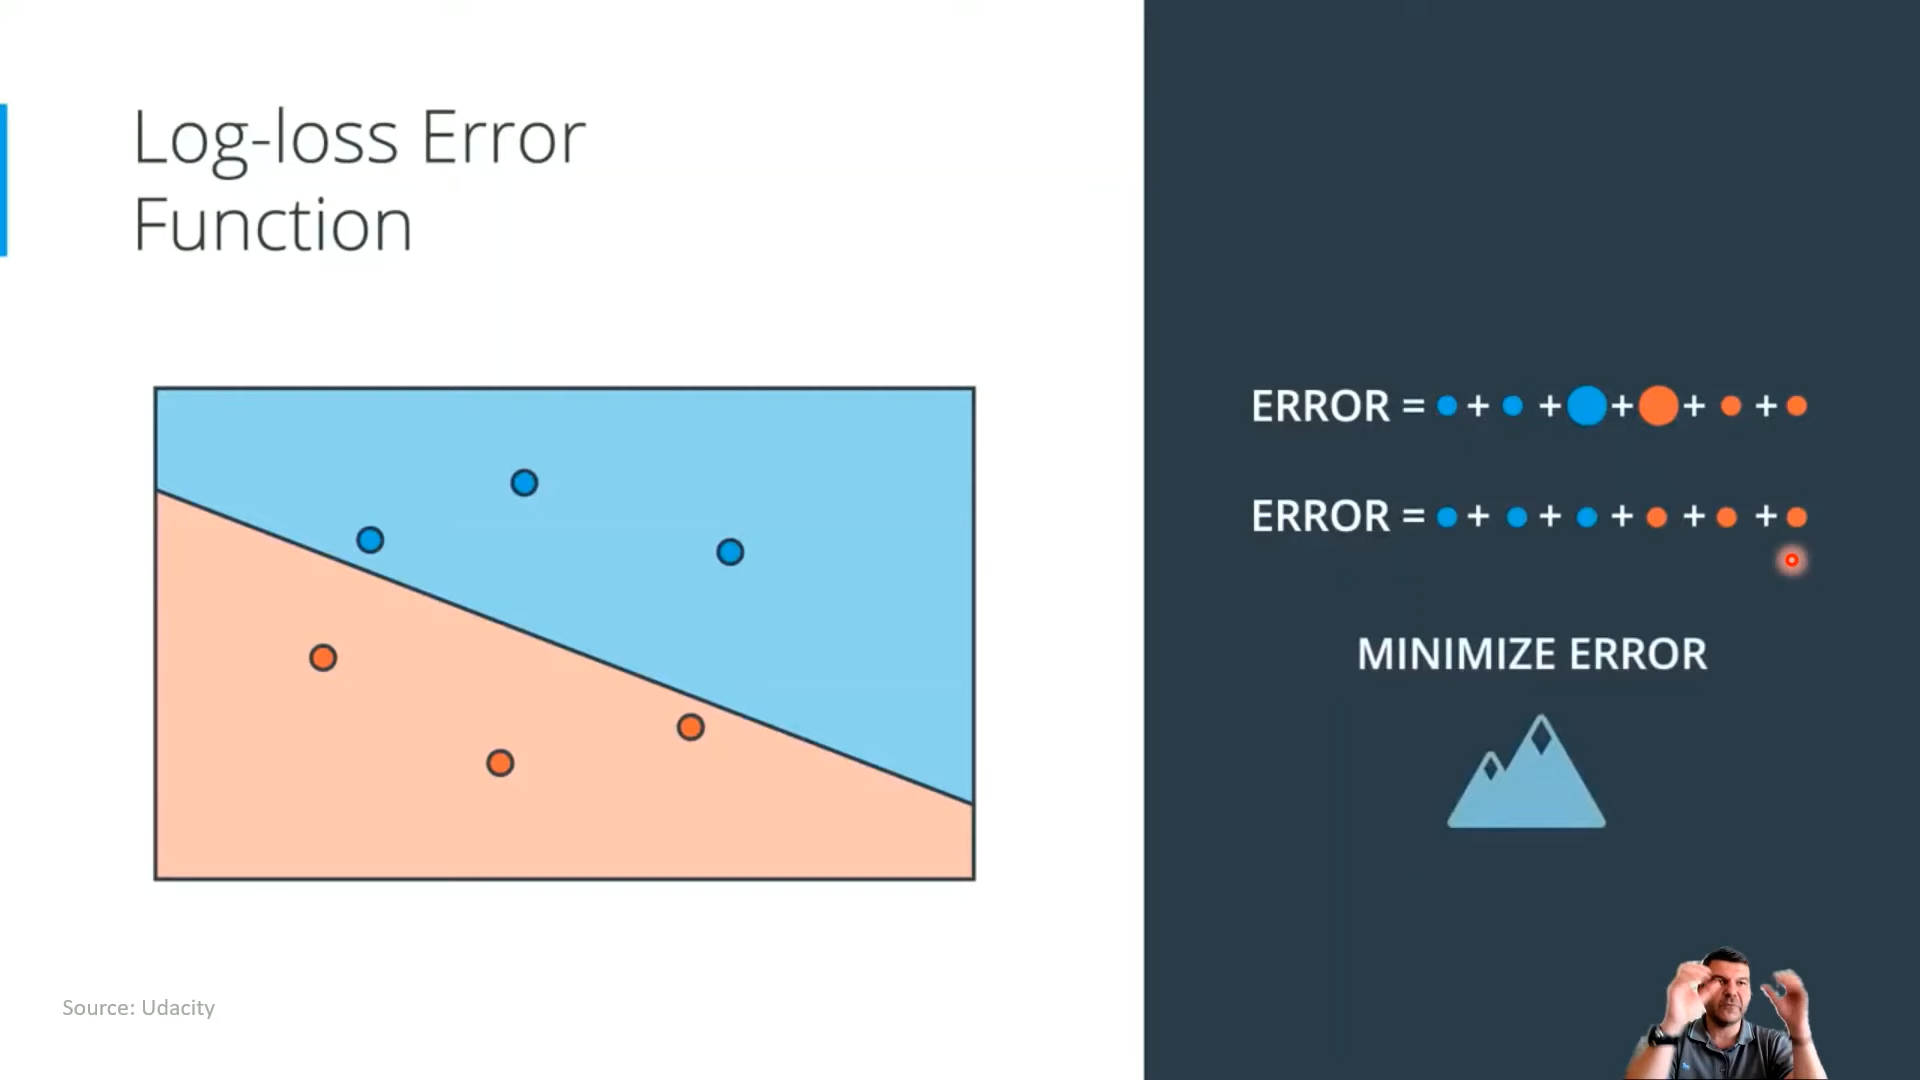 Log-loss Error
Function
ERROR = + + + + +
ERROR = + + + + +
MINIMIZE ERROR
Source: Udacity